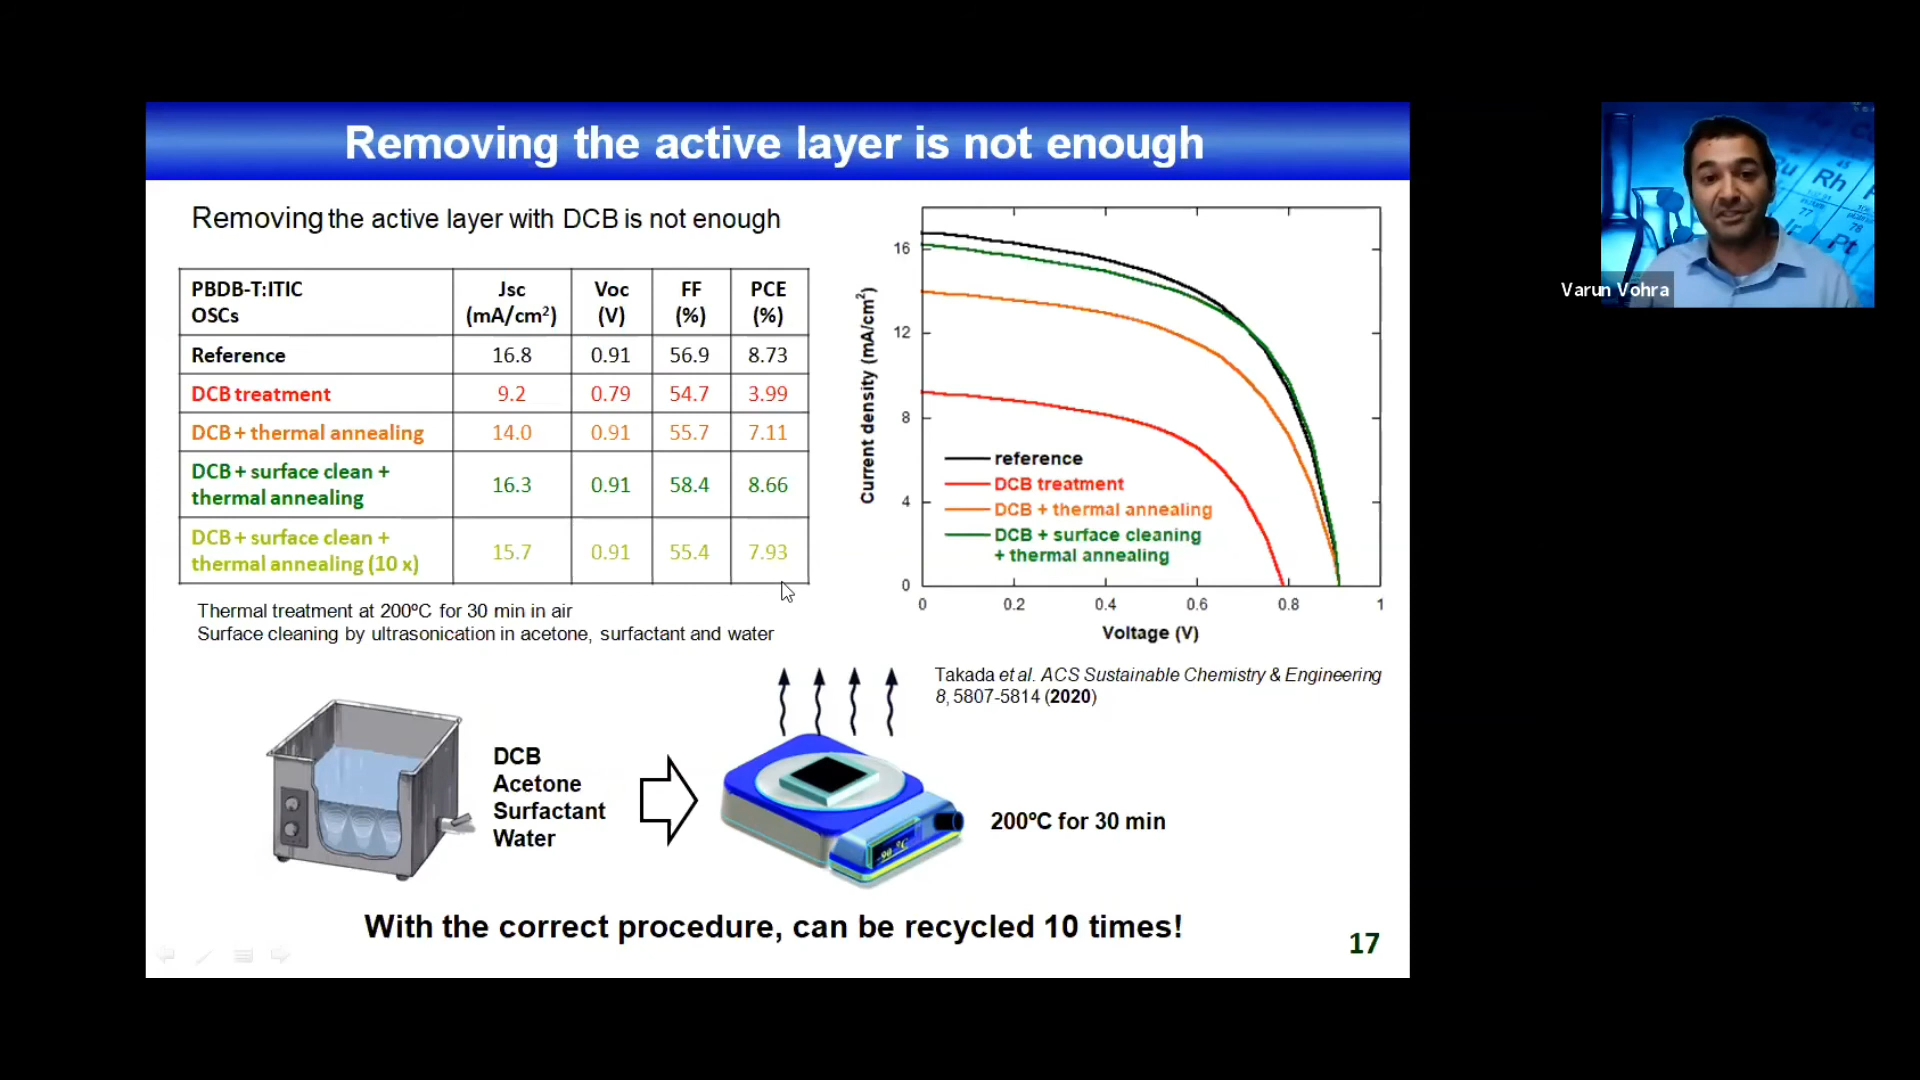 Removing the active layer is not enough
Removing the active layer with DCB is not enough
PBDB-T:ITIC OSCs Jsc (mA/cm²) Voc (V) FF (%) PCE (%)
Reference 16.8 0.91 56.9 8.73
DCB treatment 9.2 0.79 54.7 3.99
DCB + thermal annealing 14.0 0.91 55.7 7.11
DCB + surface clean + thermal annealing 16.3 0.91 58.4 8.66
DCB + surface clean + thermal annealing (10 x) 15.7 0.91 55.4 7.93
Thermal treatment at 200ºC for 30 min in air
Surface cleaning by ultrasonication in acetone, surfactant and water
Current density (mA/cm²)
16
12
8
4
0
reference
DCB treatment
DCB + thermal annealing
DCB + surface cleaning
+ thermal annealing
0 0.2 0.4 0.6 0.8 1
Voltage (V)
Takada et al. ACS Sustainable Chemistry & Engineering
8, 5807-5814 (2020)
DCB
Acetone
Surfactant
Water
200ºC for 30 min
With the correct procedure, can be recycled 10 times!
17
Varun Vohra
Rh
45
Pt
78
77